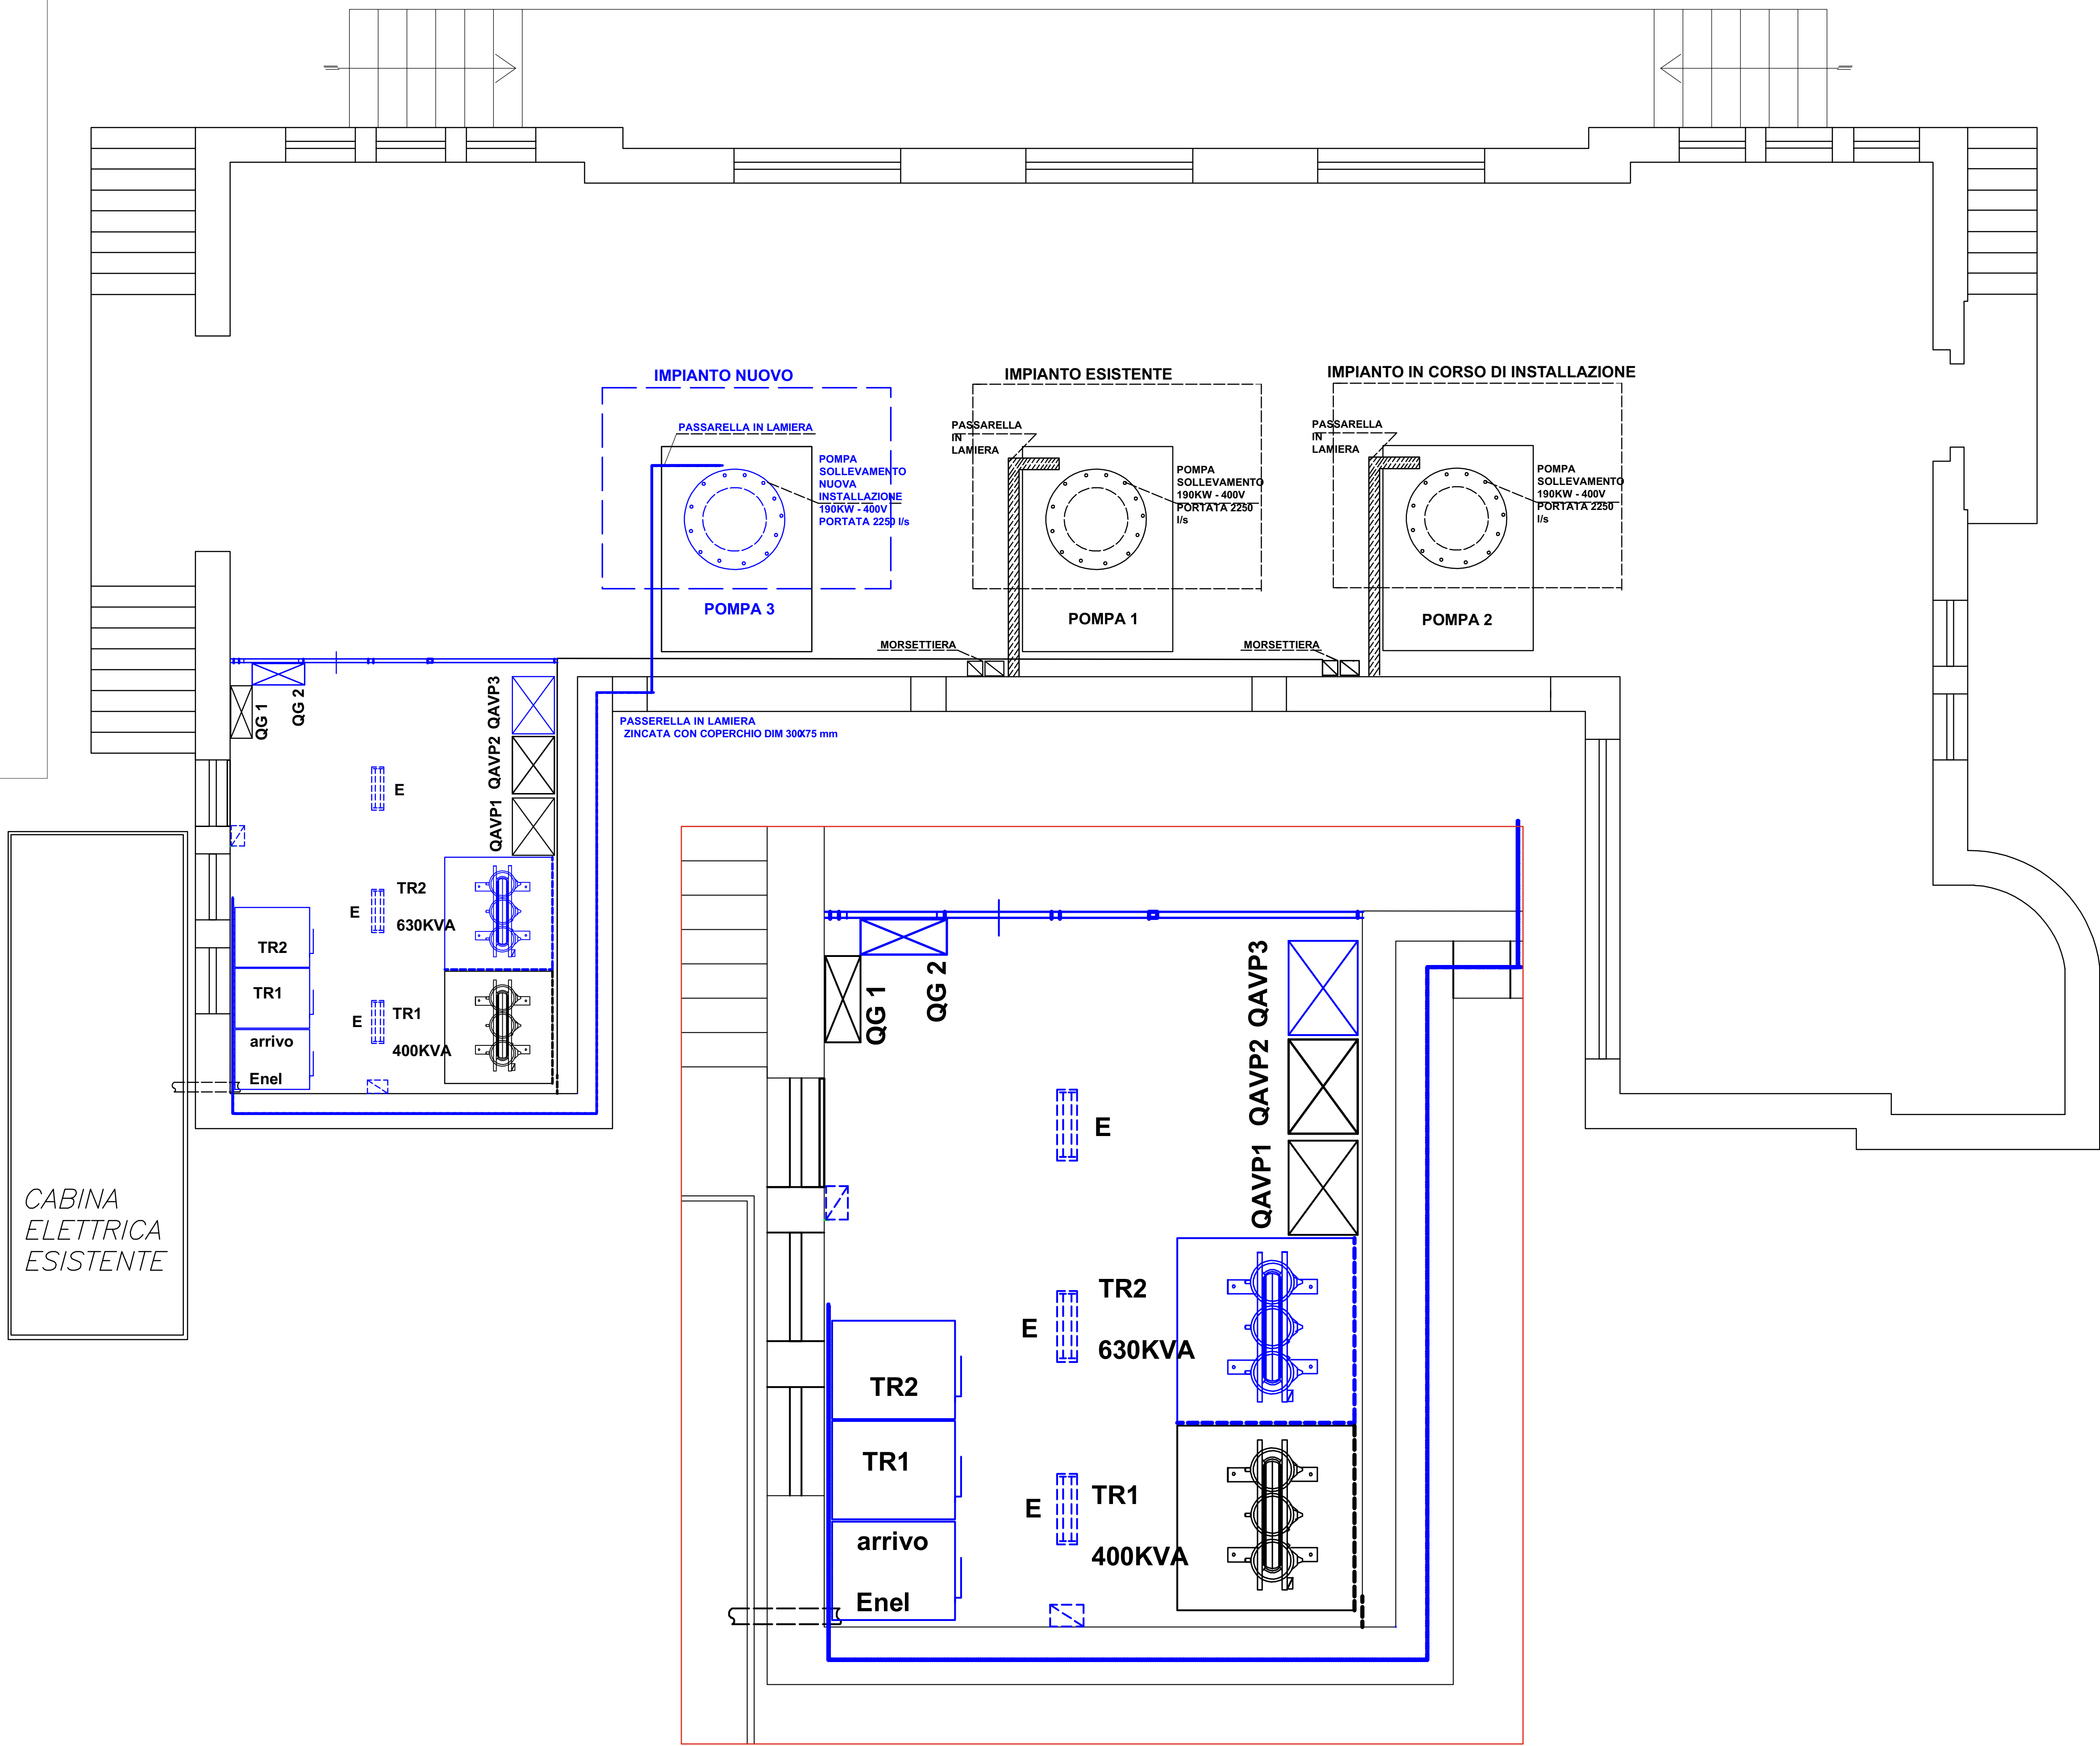 IMPIANTO NUOVO
IMPIANTO ESISTENTE
IMPIANTO IN CORSO DI INSTALLAZIONE
PASSARELLA IN LAMIERA
POMPA
SOLLEVAMENTO
NUOVA
INSTALLAZIONE
190KW - 400V
PORTATA 2250 l/s
POMPA 3
PASSARELLA
IN
LAMIERA
POMPA
SOLLEVAMENTO
190KW - 400V
PORTATA 2250
l/s
POMPA 1
MORSETTIERA
PASSARELLA
IN
LAMIERA
POMPA
SOLLEVAMENTO
190KW - 400V
PORTATA 2250
l/s
POMPA 2
MORSETTIERA
PASSERELLA IN LAMIERA
ZINCATA CON COPERCHIO DIM 300X75 mm
QG 1
QG 2
QAVP3
QAVP2
QAVP1
E
E
TR2
630KVA
E
TR1
400KVA
TR2
TR1
arrivo
Enel
CABINA
ELETTRICA
ESISTENTE
QG 1
QG 2
QAVP3
QAVP2
QAVP1
E
E
TR2
630KVA
E
TR1
400KVA
TR2
TR1
arrivo
Enel